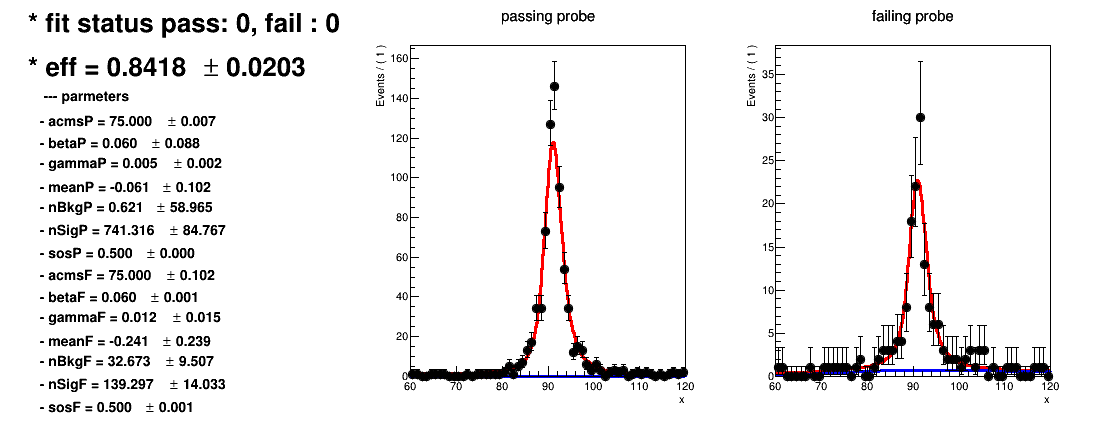 * fit status pass: 0, fail : 0
* eff = 0.8418 ± 0.0203
--- parmeters
- acmsP = 75.000 ± 0.007
- betaP = 0.060 ± 0.088
- gammaP = 0.005 ± 0.002
- meanP = -0.061 ± 0.102
- nBkgP = 0.621 ± 58.965
- nSigP = 741.316 ± 84.767
- sosP = 0.500 ± 0.000
- acmsF = 75.000 ± 0.102
- betaF = 0.060 ± 0.001
- gammaF = 0.012 ± 0.015
- meanF = -0.241 ± 0.239
- nBkgF = 32.673 ± 9.507
- nSigF = 139.297 ± 14.033
- sosF = 0.500 ± 0.001
passing probe
Events / ( 1 )
160
140
120
100
80
60
40
20
0
60 70 80 90 100 110 120
x
failing probe
Events / ( 1 )
35
30
25
20
15
10
5
0
60 70 80 90 100 110 120
x